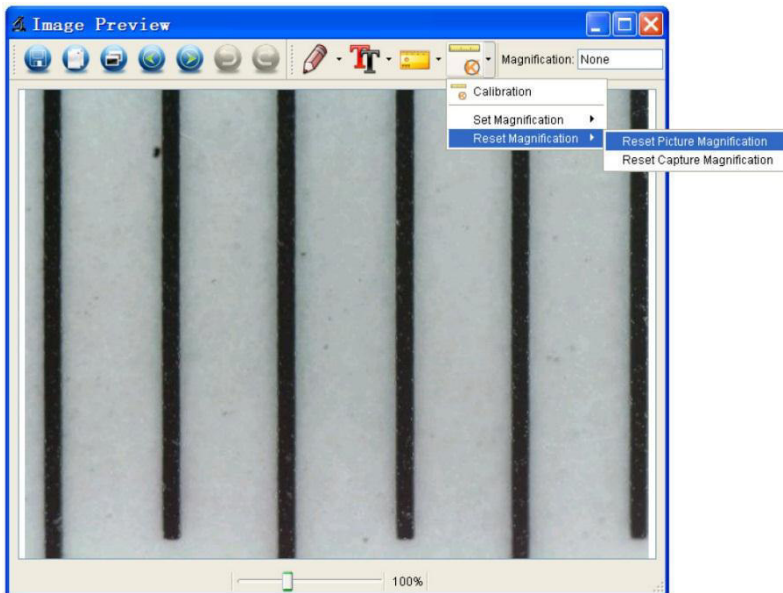 Image Preview
Magnification: None
Calibration
Set Magnification
Reset Magnification
Reset Picture Magnification
Reset Capture Magnification
100%